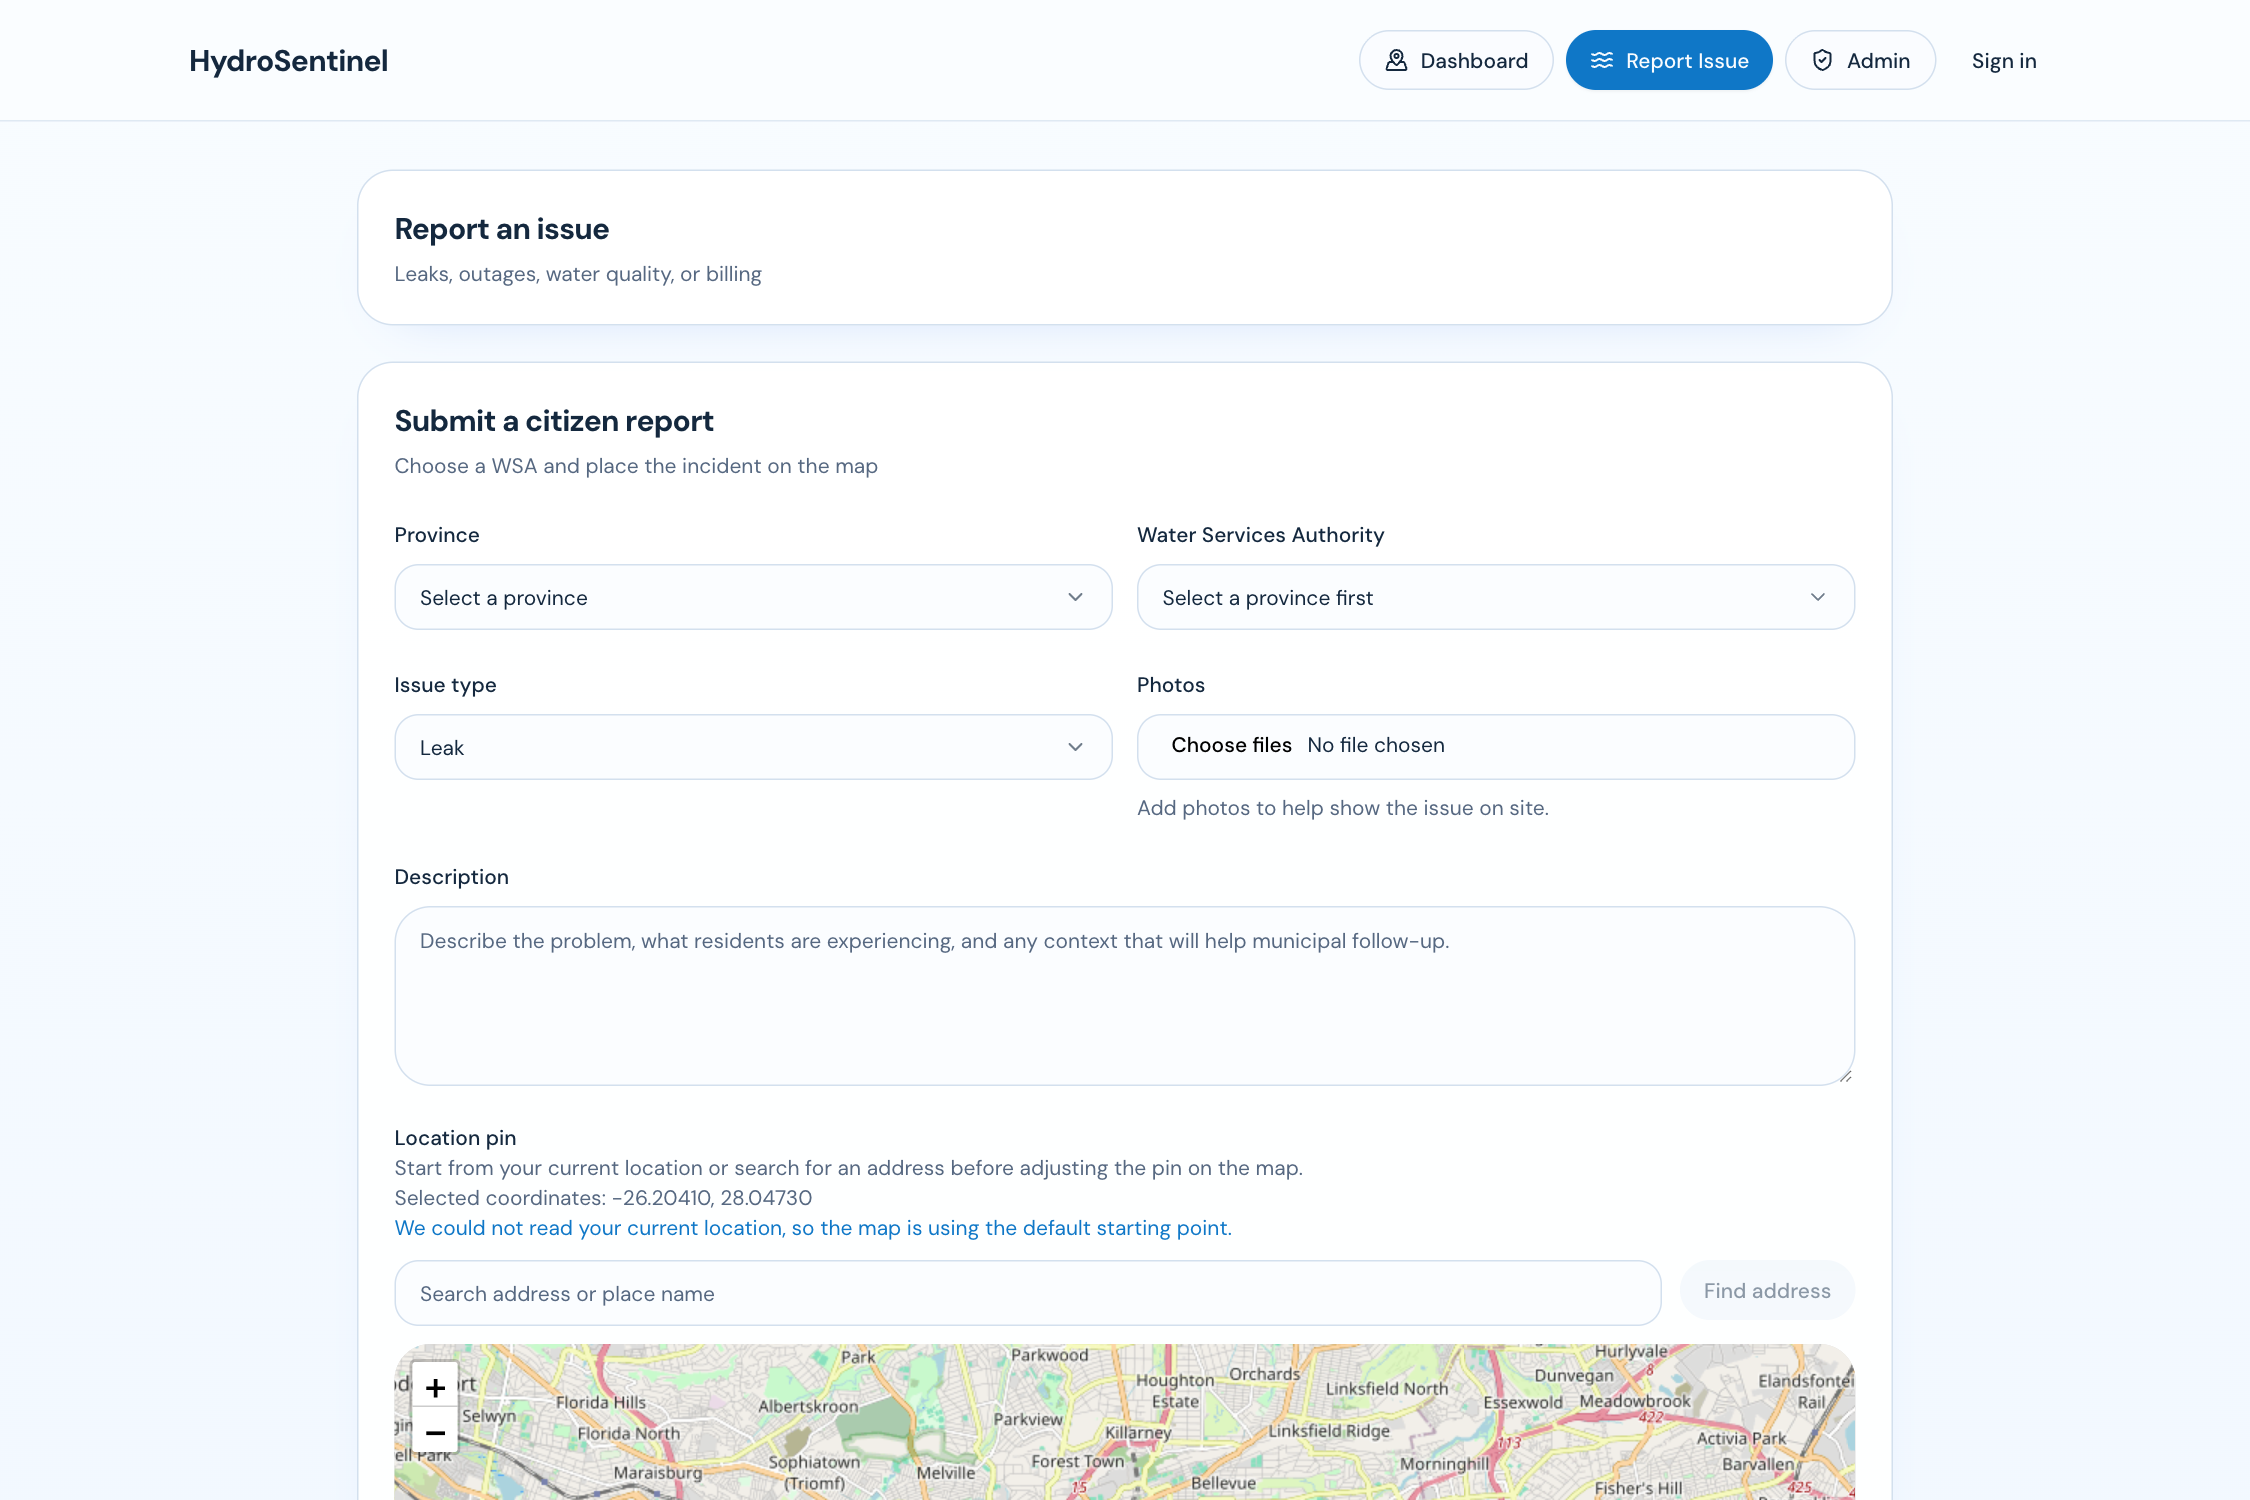 HydroSentinel
Dashboard
Report Issue
Admin
Sign in
Report an issue
Leaks, outages, water quality, or billing
Submit a citizen report
Choose a WSA and place the incident on the map
Province
Water Services Authority
Select a province
Select a province first
Issue type
Photos
Leak
Choose files No file chosen
Add photos to help show the issue on site.
Description
Describe the problem, what residents are experiencing, and any context that will help municipal follow-up.
Location pin
Start from your current location or search for an address before adjusting the pin on the map.
Selected coordinates: -26.20410, 28.04730
We could not read your current location, so the map is using the default starting point.
Search address or place name
Find address
+
−
Park
Parkwood
Hurlyvale
8
Houghton
Estate
Orchards
Dunvegan
Linksfield North
Elandsfontei
Rail
Florida Hills
Albertskroon
Essexwold
Meadowbrook
Selwyn
Parkview
422
Florida North
Killarney
Linksfield Ridge
113
Activia Park
ell Park
Sophiatown
(Triomf)
Forest Town
Morninghill
Barvallen
Maraisburg
Melville
Bellevue
15
Fisher's Hill
425